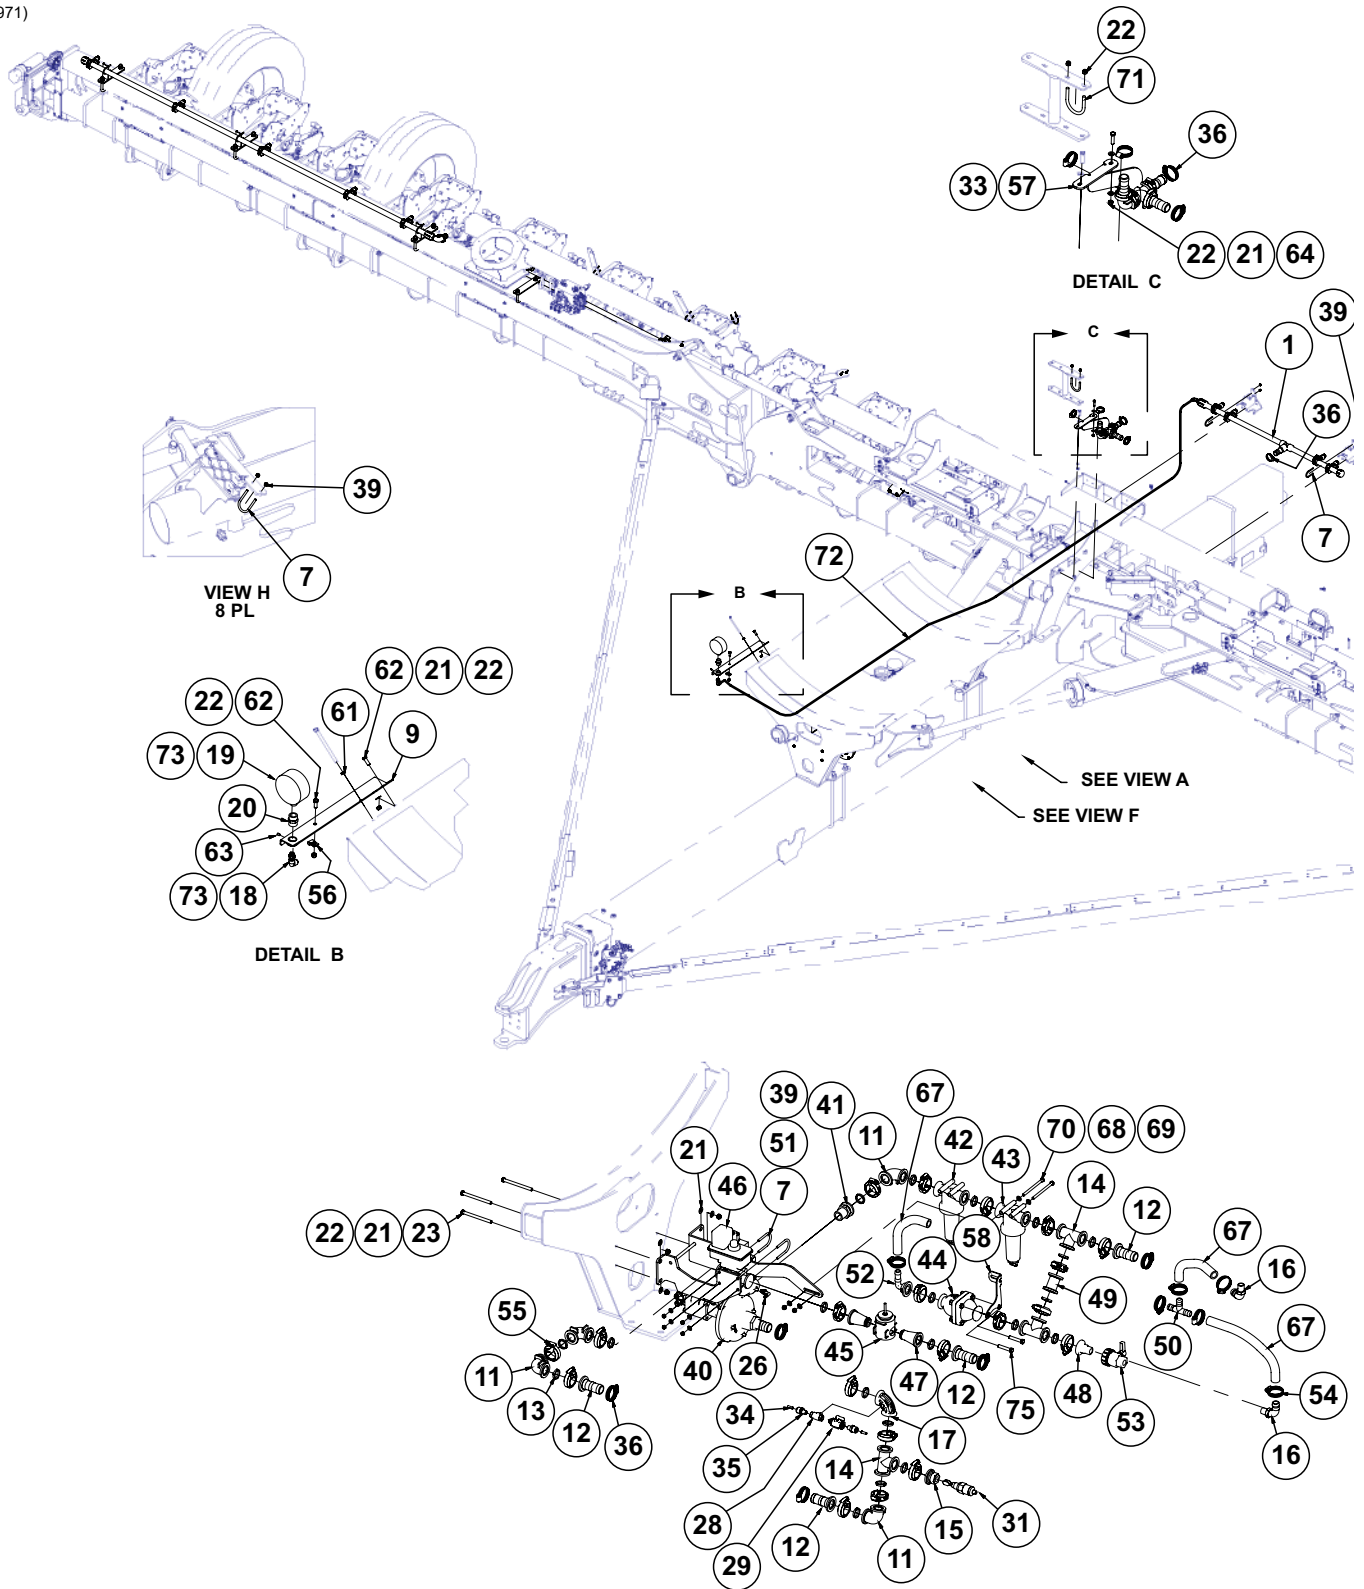 971)
22
71
36
33 57
22 21 64
DETAIL C
39
C
1
36
7
39
7
VIEW H
8 PL
72
B
62 21 22
22 62 61 9
73 19
20
63
73 18 56
DETAIL B
SEE VIEW A
SEE VIEW F
39 41 67
11 42 70 68 69
51 43
21 46 7 14
12
22 21 23 58 67
52 44 16
49
55 50 67
11 45
40 26 47 12 48 54
13 12 34 75 53
36 17 16
35 14
28 15 31
29 12 11